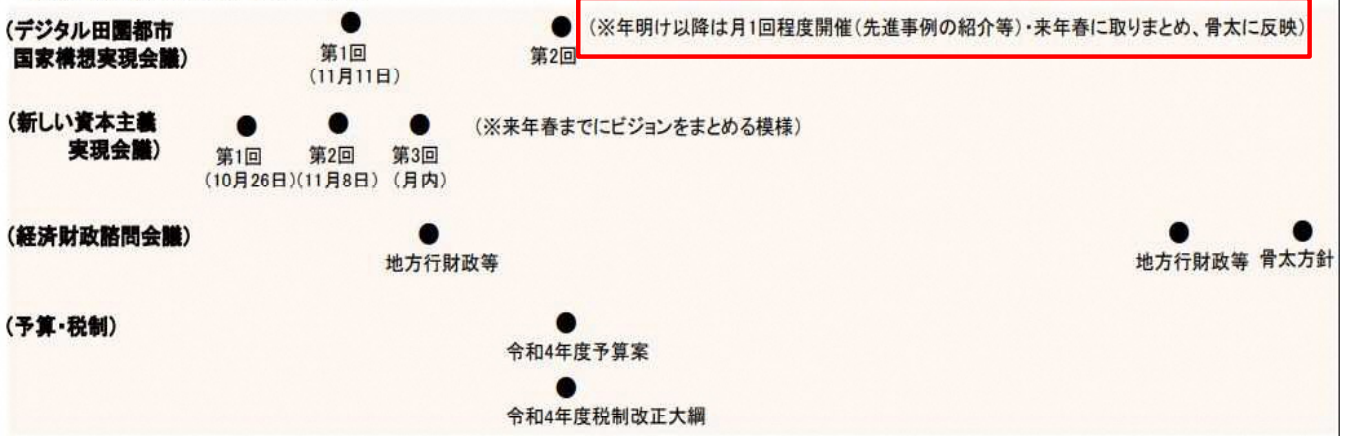 (デジタル田園都市
国家構想実現会議)
第1回
(11月11日)
第2回
(※年明け以降は月1回程度開催(先進事例の紹介等)・来年春に取りまとめ、骨太に反映)
(新しい資本主義
実現会議)
第1回
(10月26日)
第2回
(11月8日)
第3回
(月内)
(※来年春までにビジョンをまとめる模様)
(経済財政諮問会議)
地方行財政等
地方行財政等
骨太方針
(予算・税制)
令和4年度予算案
令和4年度税制改正大綱